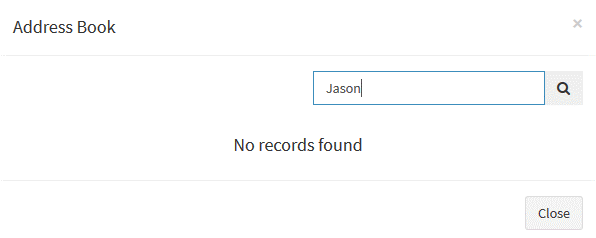 Address Book
×
Jason
No records found
Close